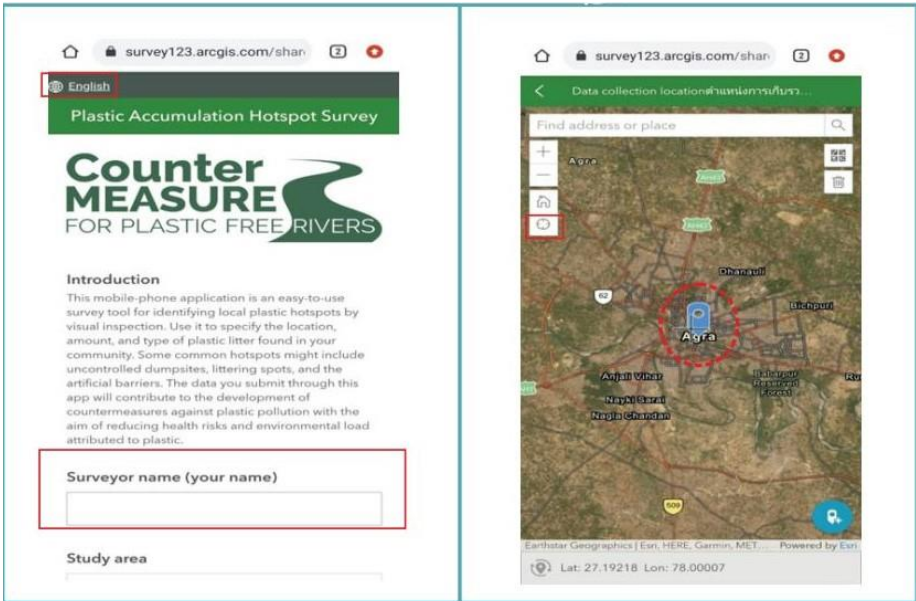 survey123.arcgis.com/shar
2
English
Plastic Accumulation Hotspot Survey
Counter
MEASURE
FOR PLASTIC FREE RIVERS
Introduction
This mobile-phone application is an easy-to-use
survey tool for identifying local plastic hotspots by
visual inspection. Use it to specify the location,
amount, and type of plastic litter found in your
community. Some common hotspots might include
uncontrolled dumpsites, littering spots, and the
artificial barriers. The data you submit through this
app will contribute to the development of
countermeasures against plastic pollution with the
aim of reducing health risks and environmental load
attributed to plastic.
Surveyor name (your name)
Study area
survey123.arcgis.com/shar
2
Data collection locationตำแหน่งการเก็บรว...
Find address or place
Agra
Dhanauli
62
Bichpuri
Agra
Anjali Vihar
Babarpur
Reserved
Forest
Nayki Sarai
Nagla Chandan
509
Earthstar Geographics | Esri, HERE, Garmin, MET... Powered by Esri
Lat: 27.19218 Lon: 78.00007